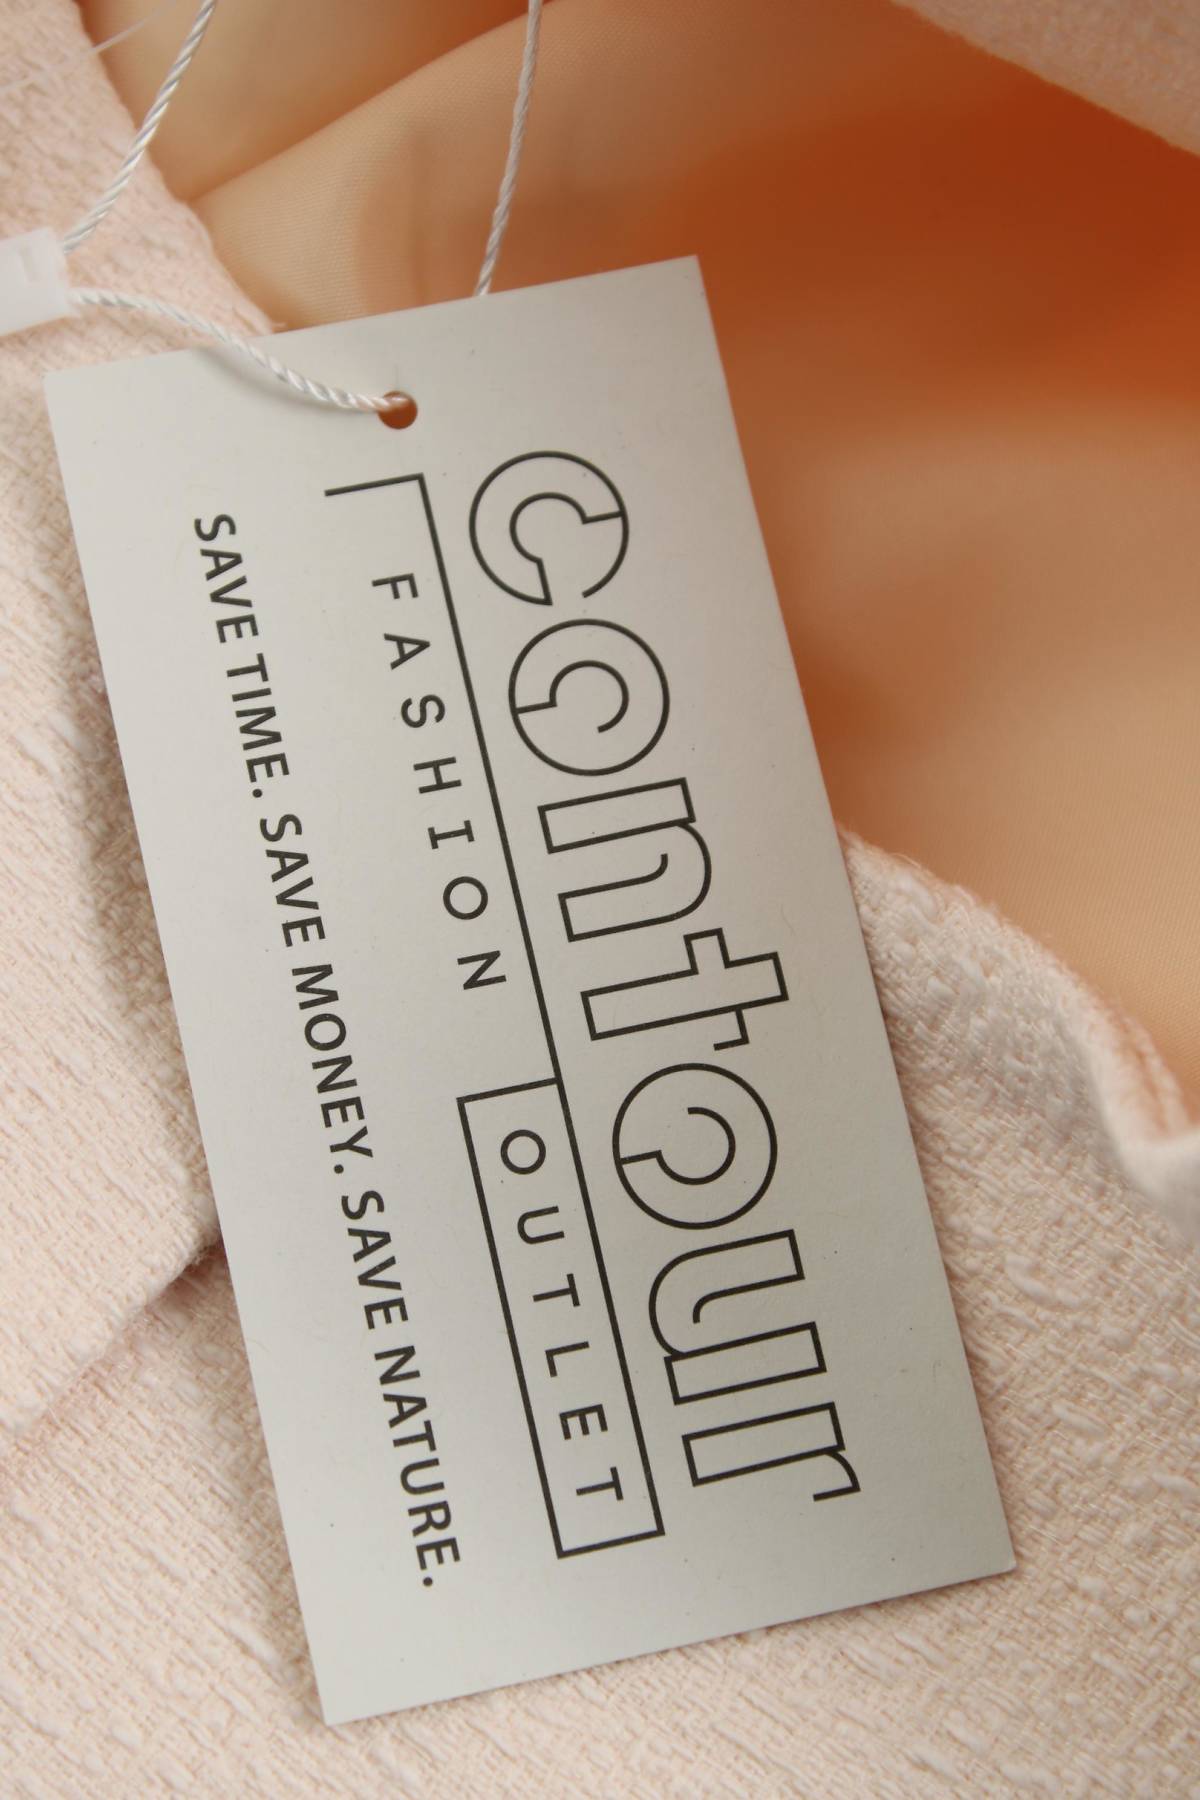 contour
FASHION OUTLET
SAVE TIME. SAVE MONEY. SAVE NATURE.